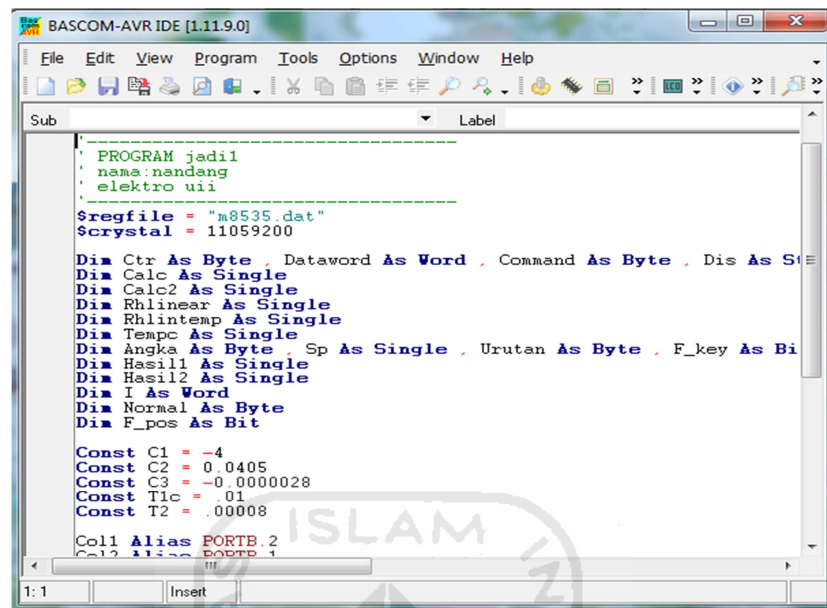 BASCOM-AVR IDE [1.11.9.0]
File Edit View Program Tools Options Window Help
Sub Label
'----------------------------------
' PROGRAM jadi1
' nama:nandang
' elektro uii
'----------------------------------
$regfile = "m8535.dat"
$crystal = 11059200
Dim Ctr As Byte , Dataword As Word , Command As Byte , Dis As St
Dim Calc As Single
Dim Calc2 As Single
Dim Rhlinear As Single
Dim Rhlintemp As Single
Dim Tempc As Single
Dim Angka As Byte , Sp As Single , Urutan As Byte , F_key As Bi
Dim Hasil1 As Single
Dim Hasil2 As Single
Dim I As Word
Dim Normal As Byte
Dim F_pos As Bit
Const C1 = -4
Const C2 = 0.0405
Const C3 = -0.0000028
Const T1c = .01
Const T2 = .00008
Col1 Alias PORTB.2
Col2 Alias PORTB.1
ISLAM
1: 1 Insert